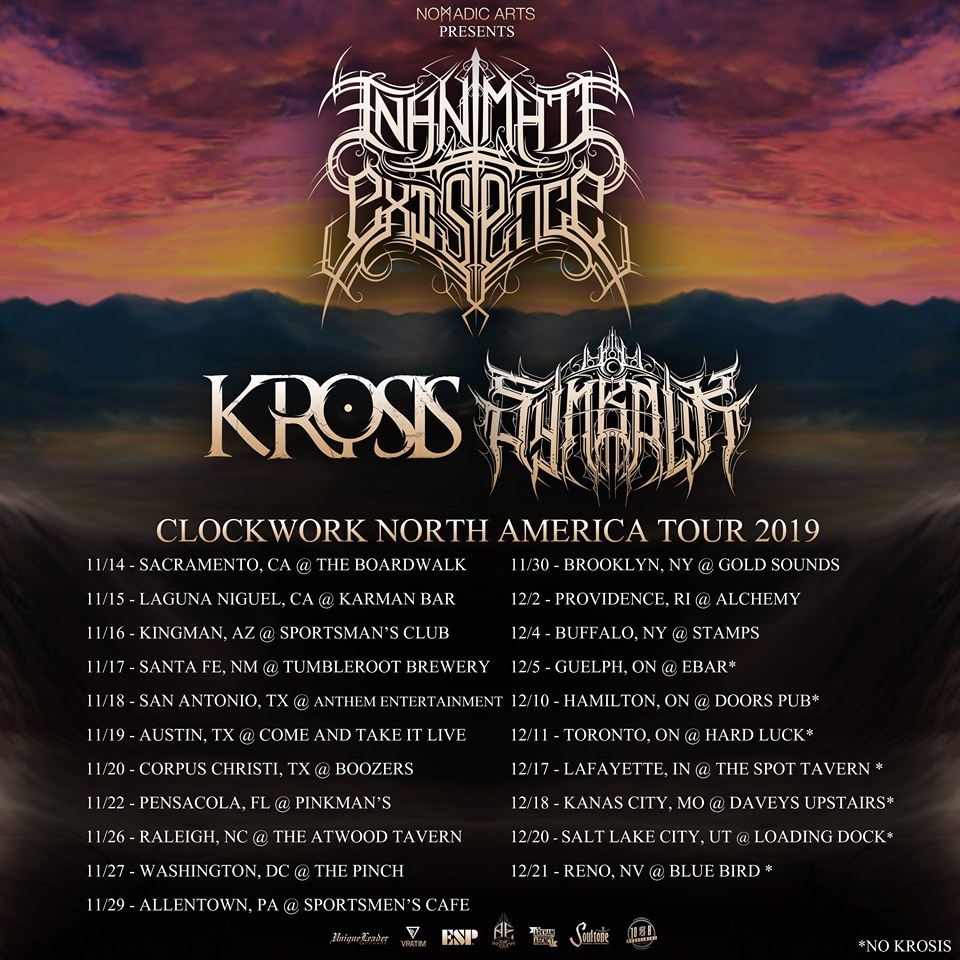 NOMADIC ARTS
PRESENTS
INANIMATE
EXISTENCE
KROSIS
SYMBOLIK
CLOCKWORK NORTH AMERICA TOUR 2019
11/14 - SACRAMENTO, CA @ THE BOARDWALK
11/15 - LAGUNA NIGUEL, CA @ KARMAN BAR
11/16 - KINGMAN, AZ @ SPORTSMAN'S CLUB
11/17 - SANTA FE, NM @ TUMBLEROOT BREWERY
11/18 - SAN ANTONIO, TX @ ANTHEM ENTERTAINMENT
11/19 - AUSTIN, TX @ COME AND TAKE IT LIVE
11/20 - CORPUS CHRISTI, TX @ BOOZERS
11/22 - PENSACOLA, FL @ PINKMAN'S
11/26 - RALEIGH, NC @ THE ATWOOD TAVERN
11/27 - WASHINGTON, DC @ THE PINCH
11/29 - ALLENTOWN, PA @ SPORTSMEN'S CAFE
11/30 - BROOKLYN, NY @ GOLD SOUNDS
12/2 - PROVIDENCE, RI @ ALCHEMY
12/4 - BUFFALO, NY @ STAMPS
12/5 - GUELPH, ON @ EBAR*
12/10 - HAMILTON, ON @ DOORS PUB*
12/11 - TORONTO, ON @ HARD LUCK*
12/17 - LAFAYETTE, IN @ THE SPOT TAVERN *
12/18 - KANAS CITY, MO @ DAVEYS UPSTAIRS*
12/20 - SALT LAKE CITY, UT @ LOADING DOCK*
12/21 - RENO, NV @ BLUE BIRD *
Unique Leader
VRATIM
ESP
Soultone
*NO KROSIS